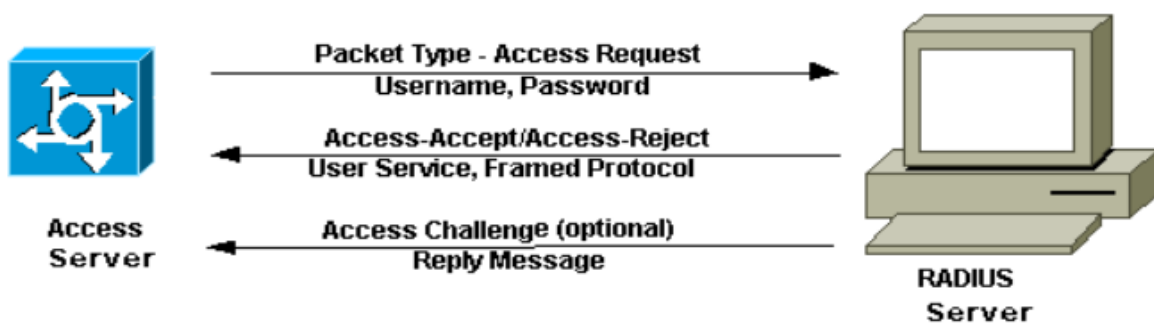 Packet Type - Access Request
Username, Password
Access-Accept/Access-Reject
User Service, Framed Protocol
Access Challenge (optional)
Reply Message
Access
Server
RADIUS
Server